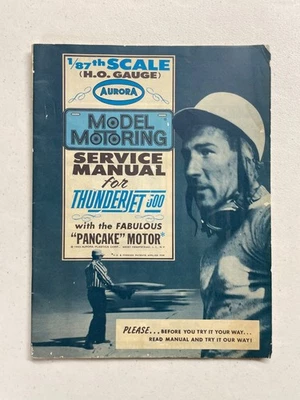 1/87th SCALE
(H.O. GAUGE)
AURORA
MODEL
MOTORING
SERVICE
MANUAL
for
THUNDERJET 500
with the FABULOUS
"PANCAKE" MOTOR*
PLEASE... BEFORE YOU TRY IT YOUR WAY...
READ MANUAL AND TRY IT OUR WAY!